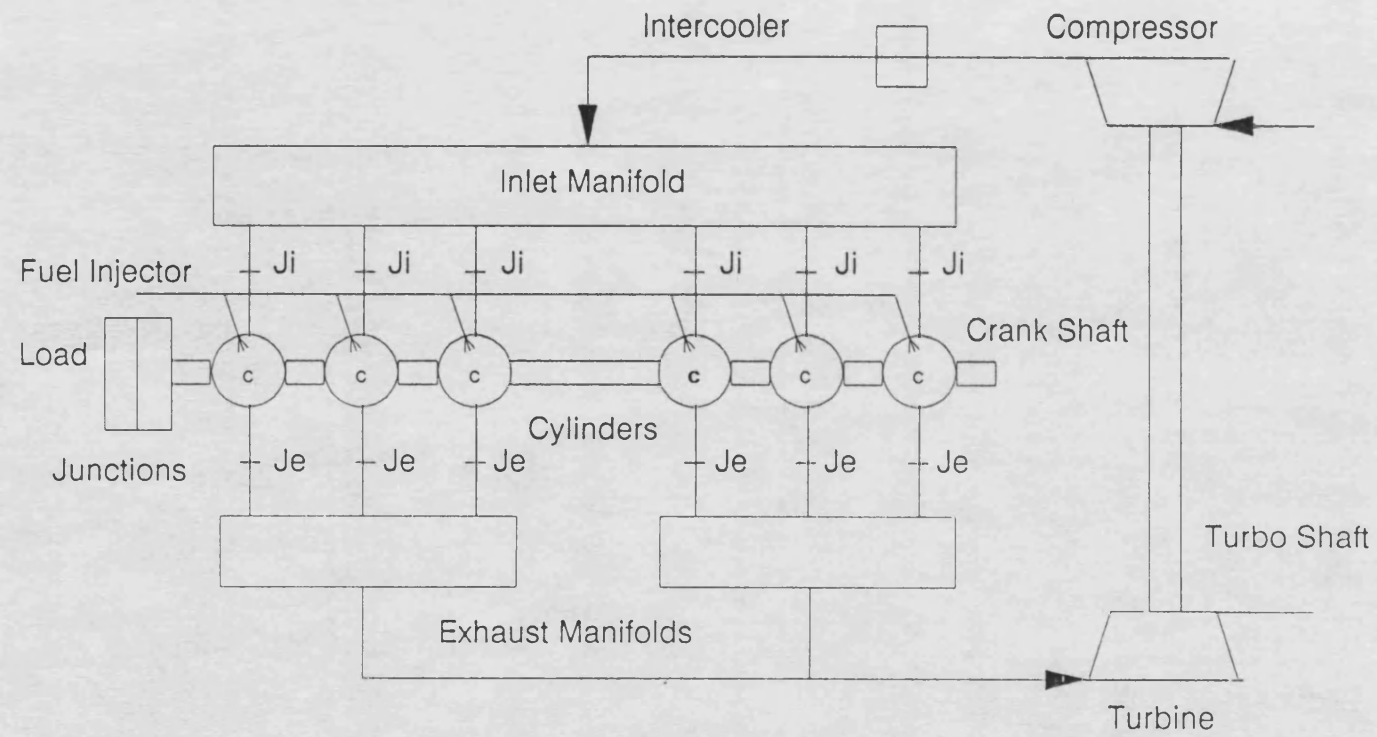 Intercooler Compressor
Inlet Manifold
Ji Ji Ji Ji Ji Ji
Fuel Injector
Crank Shaft
Load
c c c c c c
Cylinders
Junctions Je Je Je Je Je Je
Turbo Shaft
Exhaust Manifolds
Turbine